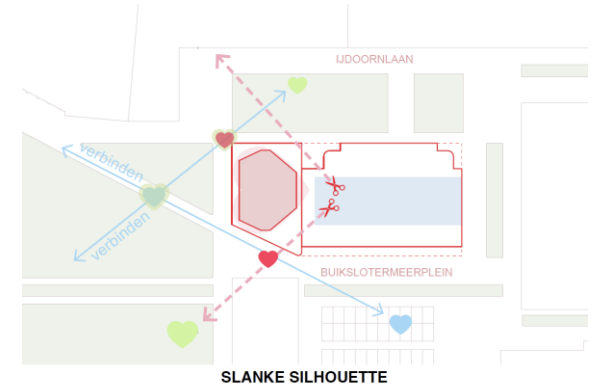 IJDOORNLAAN
verbinden
verbinden
BUIKSLOTERMEERPLEIN
SLANKE SILHOUETTE